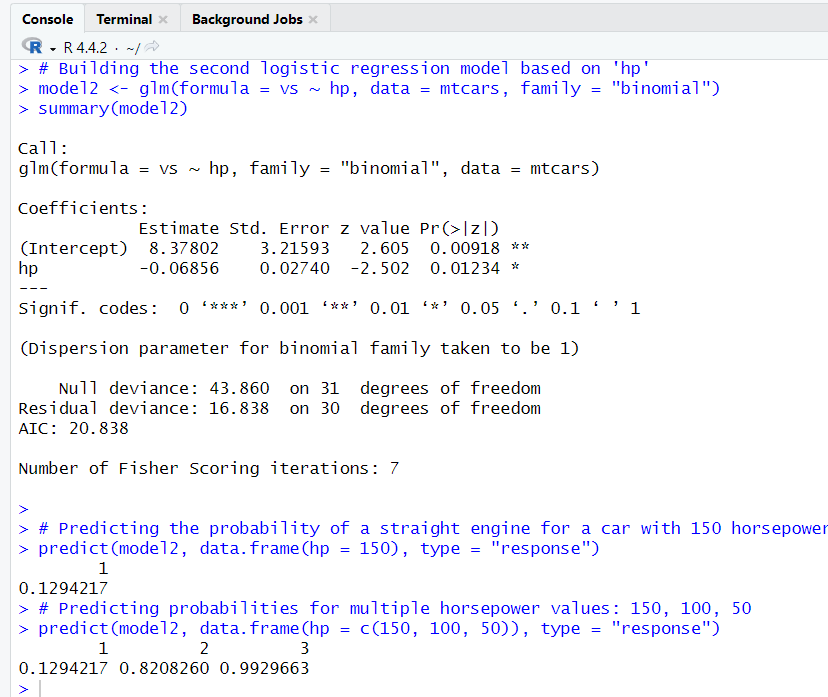 Console Terminal Background Jobs
R R 4.4.2 · ~/
> # Building the second logistic regression model based on 'hp'
> model2 <- glm(formula = vs ~ hp, data = mtcars, family = "binomial")
> summary(model2)
Call:
glm(formula = vs ~ hp, family = "binomial", data = mtcars)
Coefficients:
Estimate Std. Error z value Pr(>|z|)
(Intercept) 8.37802 3.21593 2.605 0.00918 **
hp -0.06856 0.02740 -2.502 0.01234 *
---
Signif. codes: 0 ‘***’ 0.001 ‘**’ 0.01 ‘*’ 0.05 ‘.’ 0.1 ‘ ’ 1
(Dispersion parameter for binomial family taken to be 1)
Null deviance: 43.860 on 31 degrees of freedom
Residual deviance: 16.838 on 30 degrees of freedom
AIC: 20.838
Number of Fisher Scoring iterations: 7
>
> # Predicting the probability of a straight engine for a car with 150 horsepower
> predict(model2, data.frame(hp = 150), type = "response")
1
0.1294217
> # Predicting probabilities for multiple horsepower values: 150, 100, 50
> predict(model2, data.frame(hp = c(150, 100, 50)), type = "response")
1 2 3
0.1294217 0.8208260 0.9929663
>